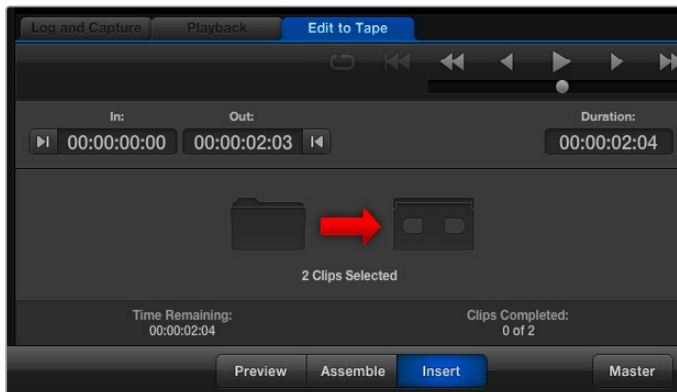 Log and Capture Playback Edit to Tape
In: Out: Duration:
00:00:00:00 00:00:02:03 00:00:02:04
2 Clips Selected
Time Remaining: Clips Completed:
00:00:02:04 0 of 2
Preview Assemble Insert Master